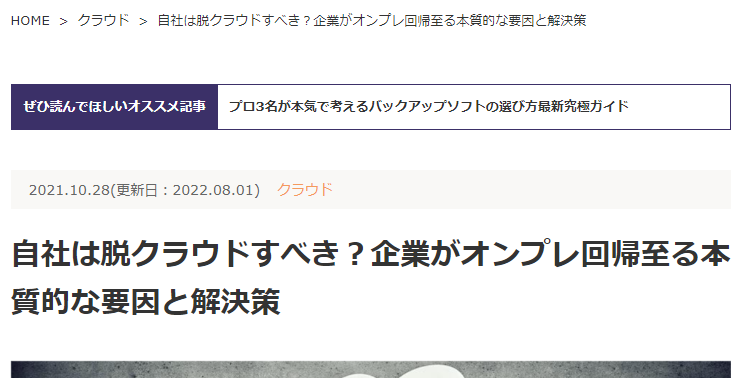 HOME > クラウド > 自社は脱クラウドすべき？企業がオンプレ回帰至る本質的な要因と解決策
ぜひ読んでほしいオススメ記事 プロ3名が本気で考えるバックアップソフトの選び方最新究極ガイド
2021.10.28(更新日：2022.08.01) クラウド
自社は脱クラウドすべき？企業がオンプレ回帰至る本
質的な要因と解決策